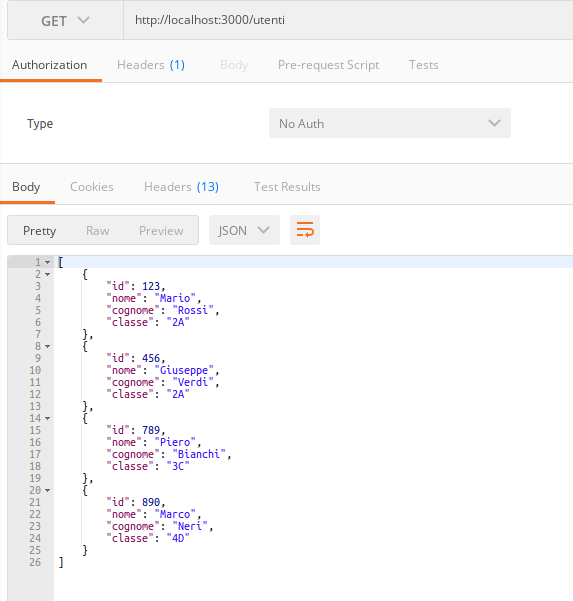 GET http://localhost:3000/utenti
Authorization Headers (1) Body Pre-request Script Tests
Type No Auth
Body Cookies Headers (13) Test Results
Pretty Raw Preview JSON
1 [
2 {
3 "id": 123,
4 "nome": "Mario",
5 "cognome": "Rossi",
6 "classe": "2A"
7 },
8 {
9 "id": 456,
10 "nome": "Giuseppe",
11 "cognome": "Verdi",
12 "classe": "2A"
13 },
14 {
15 "id": 789,
16 "nome": "Piero",
17 "cognome": "Bianchi",
18 "classe": "3C"
19 },
20 {
21 "id": 890,
22 "nome": "Marco",
23 "cognome": "Neri",
24 "classe": "4D"
25 }
26 ]